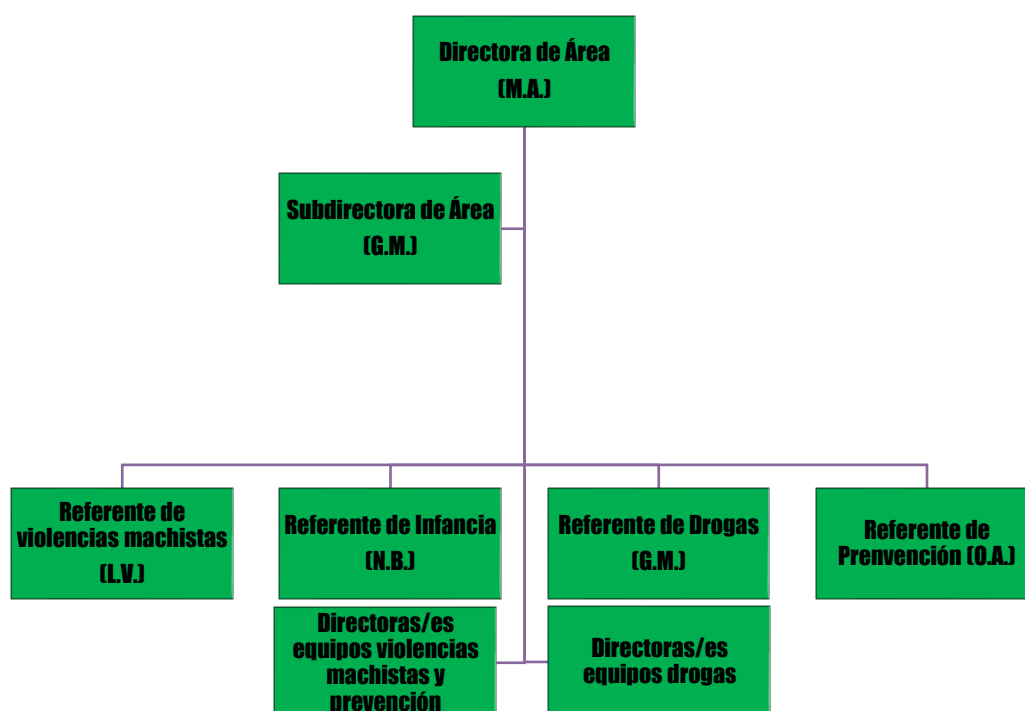 Directora de Área
(M.A.)
Subdirectora de Área
(G.M.)
Referente de
violencias machistas
(L.V.)
Referente de Infancia
(N.B.)
Referente de Drogas
(G.M.)
Referente de
Prenvención (O.A.)
Directoras/es
equipos violencias
machistas y
prevención
Directoras/es
equipos drogas